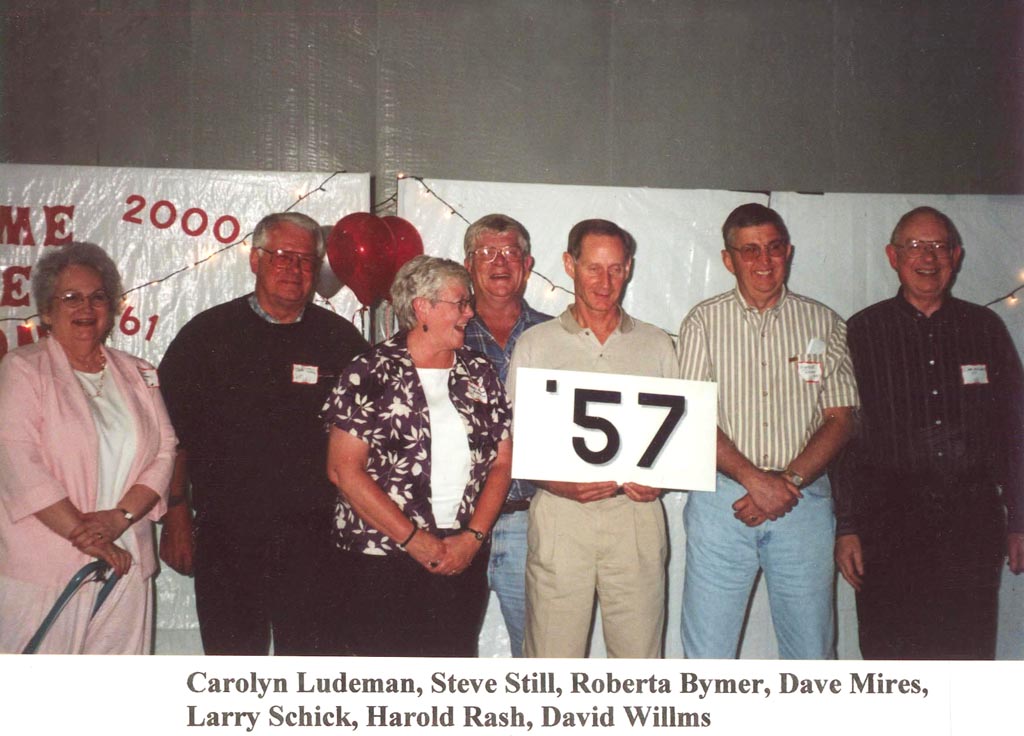 ME 2000
E
61
'57
Carolyn Ludeman, Steve Still, Roberta Bymer, Dave Mires,
Larry Schick, Harold Rash, David Willms